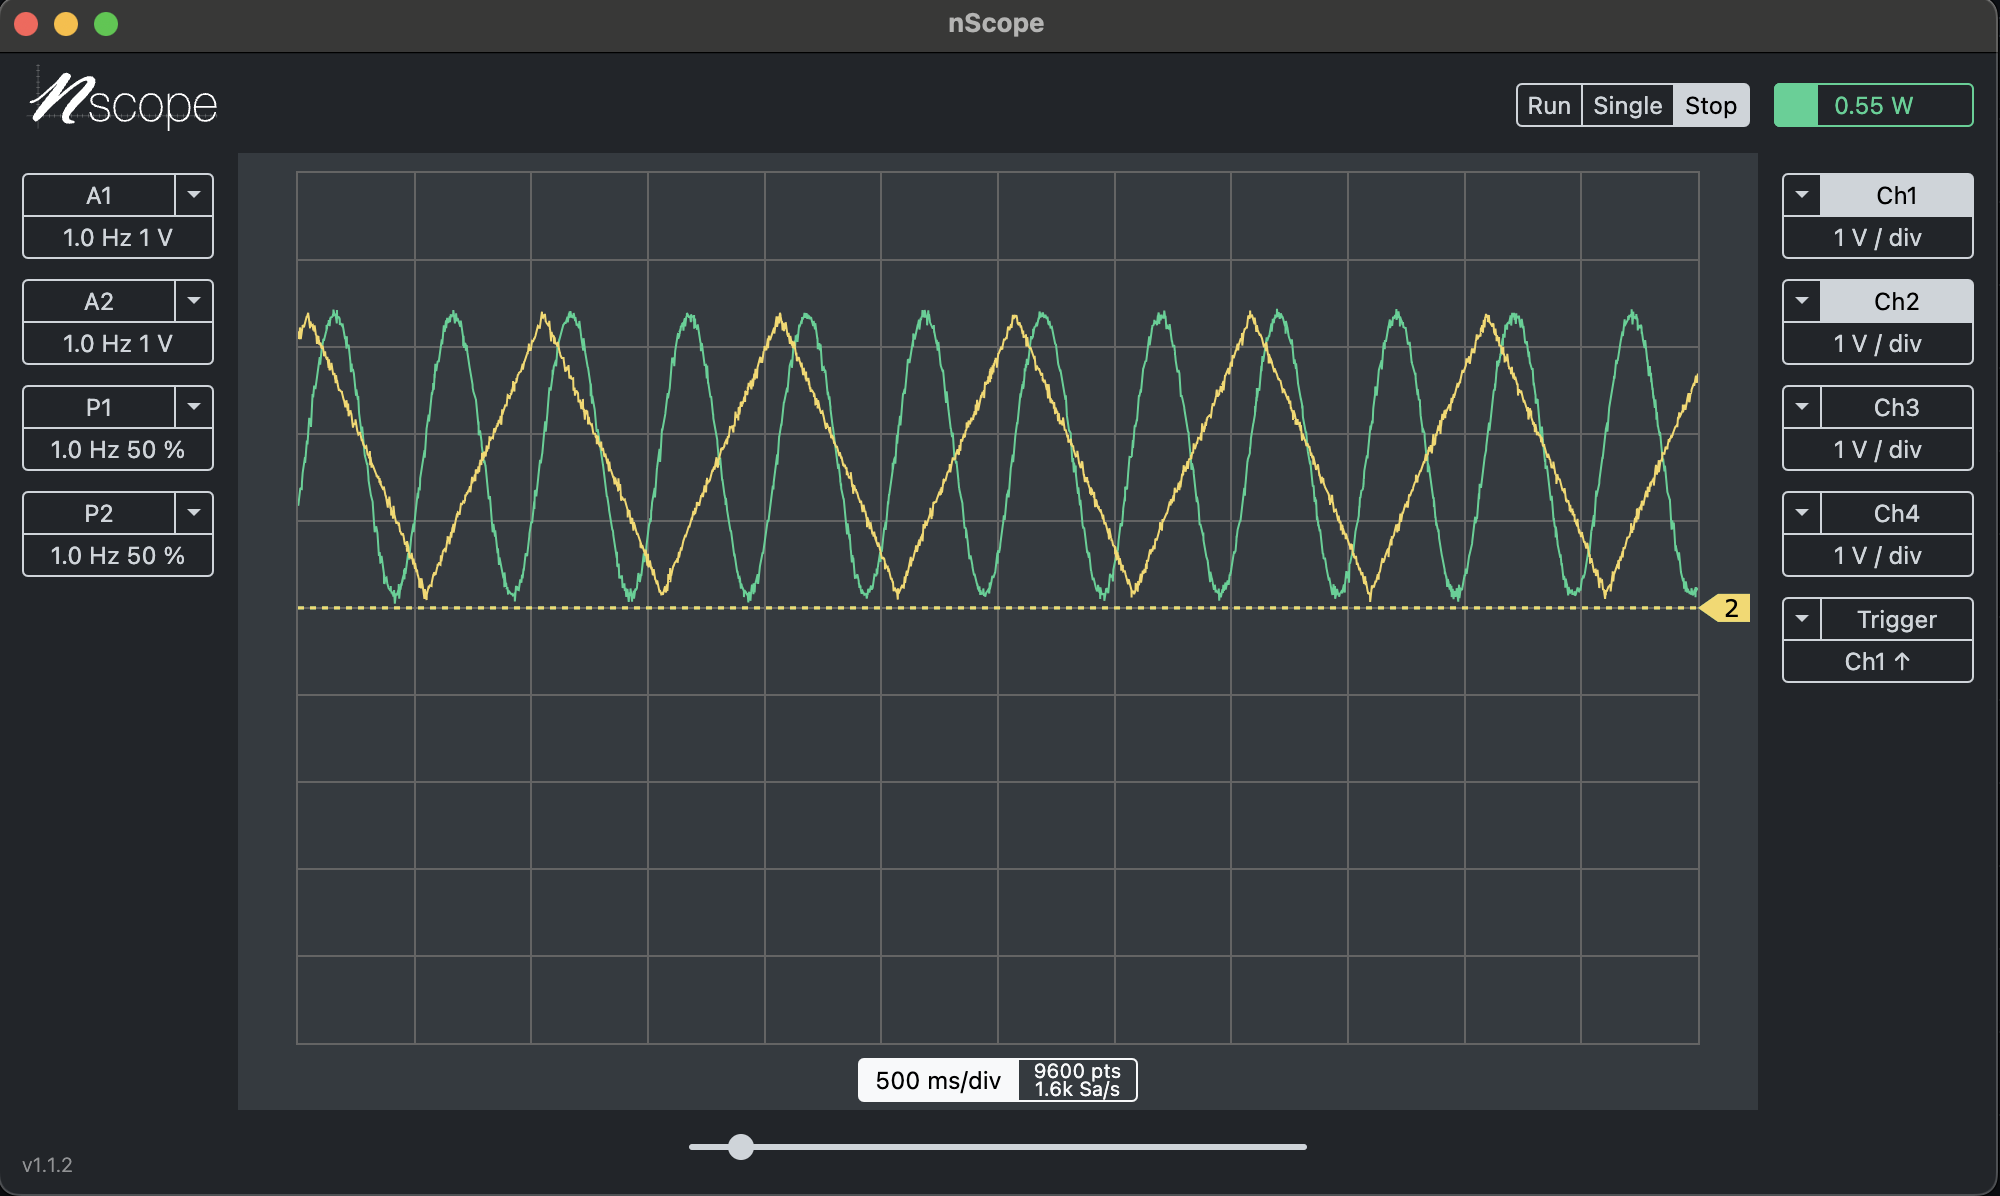 nScope
nscope
Run Single Stop
0.55 W
A1
1.0 Hz 1 V
A2
1.0 Hz 1 V
P1
1.0 Hz 50 %
P2
1.0 Hz 50 %
2
Ch1
1 V / div
Ch2
1 V / div
Ch3
1 V / div
Ch4
1 V / div
Trigger
Ch1 ↑
500 ms/div
9600 pts
1.6k Sa/s
v1.1.2